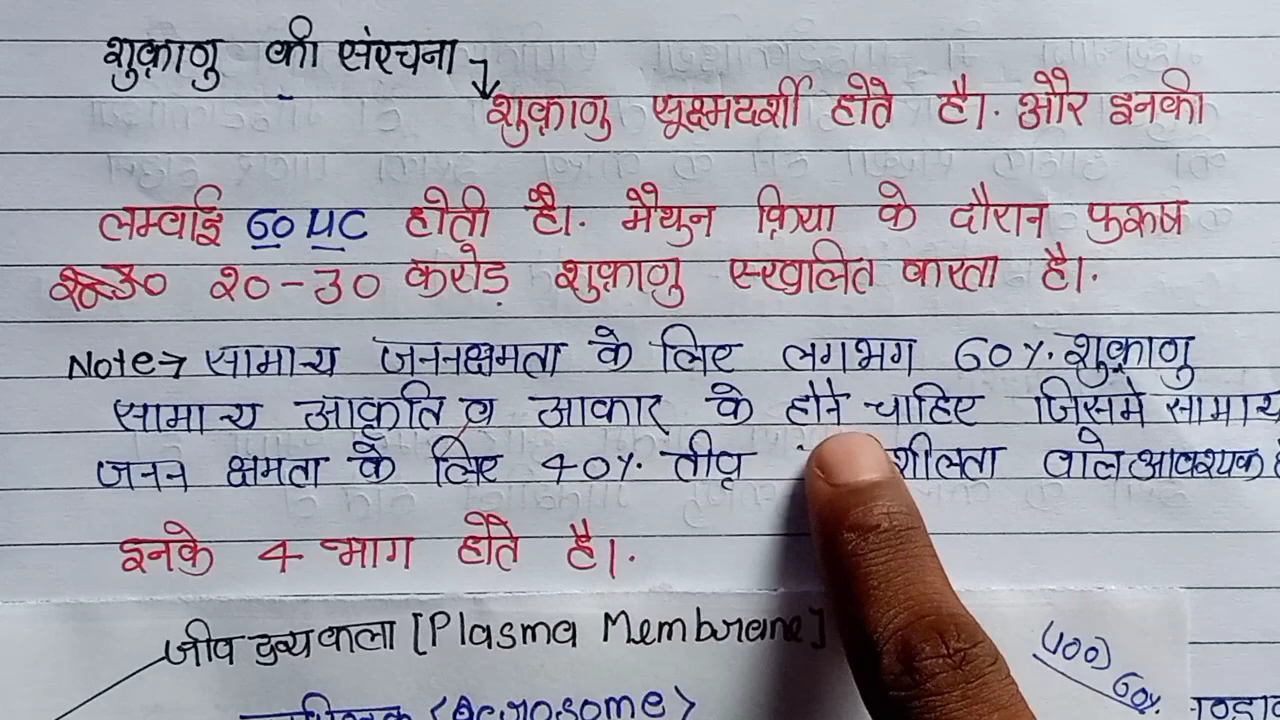 शुक्राणु की संरचना →
शुक्राणु सूक्ष्मदर्शी होते है। और इनकी
लम्वाई 60 µc होती है। मैथुन क्रिया के दौरान पुरूष
20-30 करोड़ शुक्राणु स्खलित करता है।
Note→ सामान्य जननक्षमता के लिए लगभग 60%. शुक्राणु
सामान्य आकृति व आकार के होने चाहिए जिसमे सामान्य
जनन क्षमता के लिए 40%. तीव्र शीलता वाले आवश्यक
इनके 4 भाग होते है।
जीव द्रव्यकला [Plasma Membrane]
<Acrosome>
(100)
60%